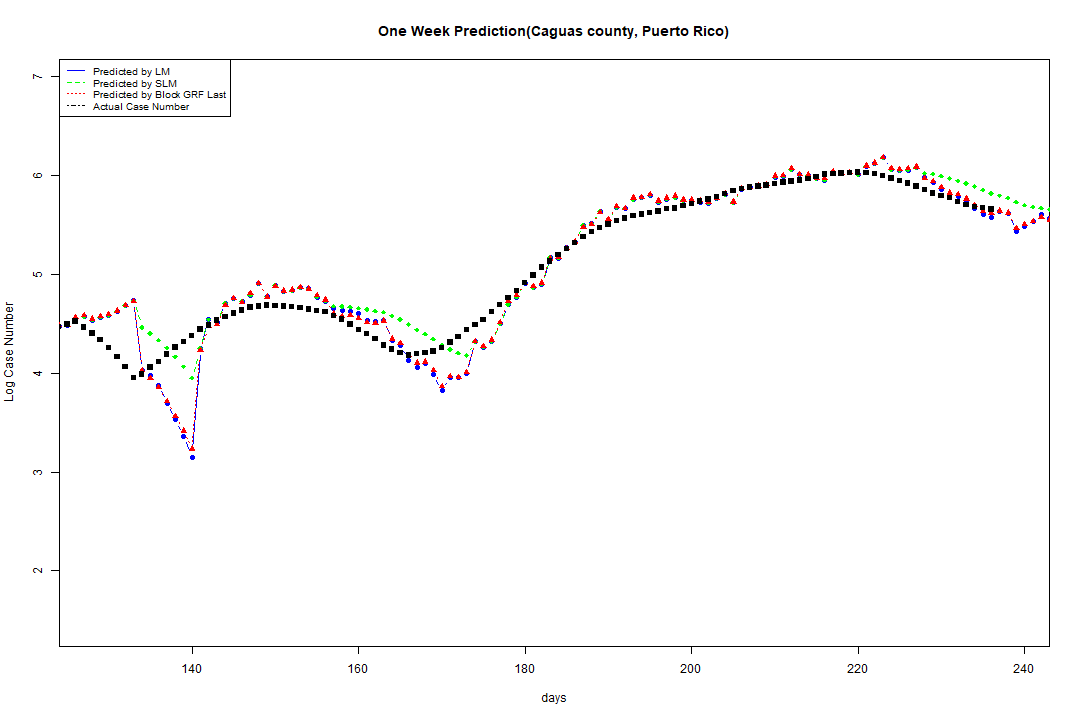 One Week Prediction(Caguas county, Puerto Rico)
Predicted by LM
Predicted by SLM
Predicted by Block GRF Last
Actual Case Number
7
6
5
4
3
2
Log Case Number
140 160 180 200 220 240
days